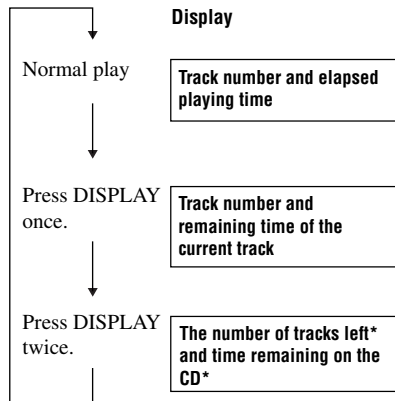 Display
Normal play
Track number and elapsed
playing time
Press DISPLAY
once.
Track number and
remaining time of the
current track
Press DISPLAY
twice.
The number of tracks left*
and time remaining on the
CD*